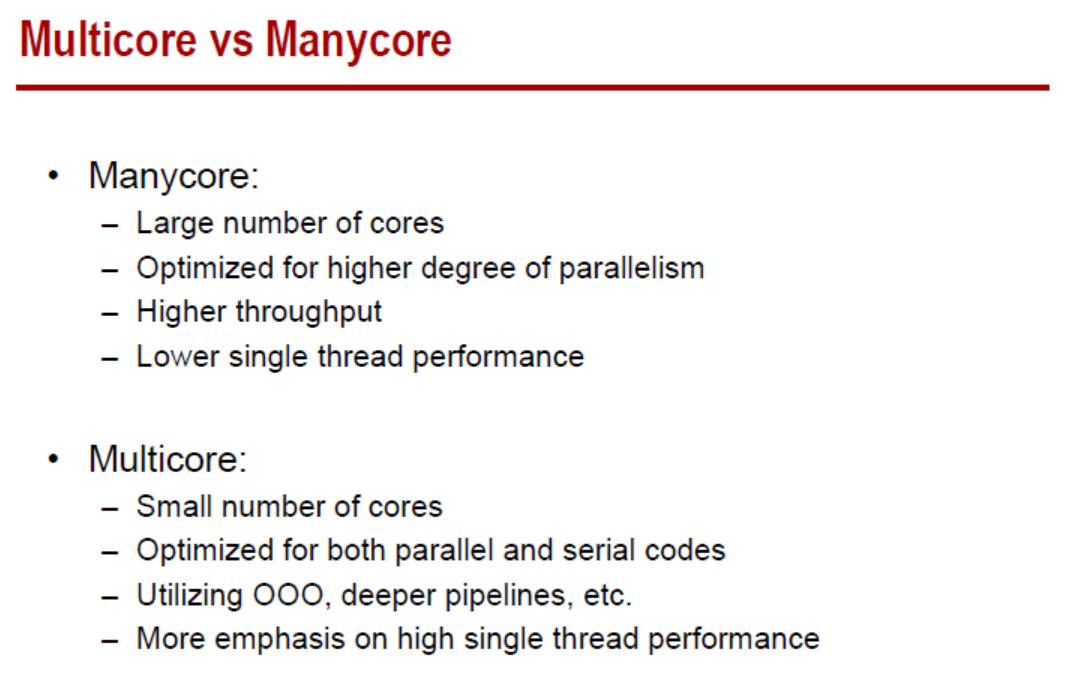 Multicore vs Manycore
• Manycore:
– Large number of cores
– Optimized for higher degree of parallelism
– Higher throughput
– Lower single thread performance
• Multicore:
– Small number of cores
– Optimized for both parallel and serial codes
– Utilizing OOO, deeper pipelines, etc.
– More emphasis on high single thread performance